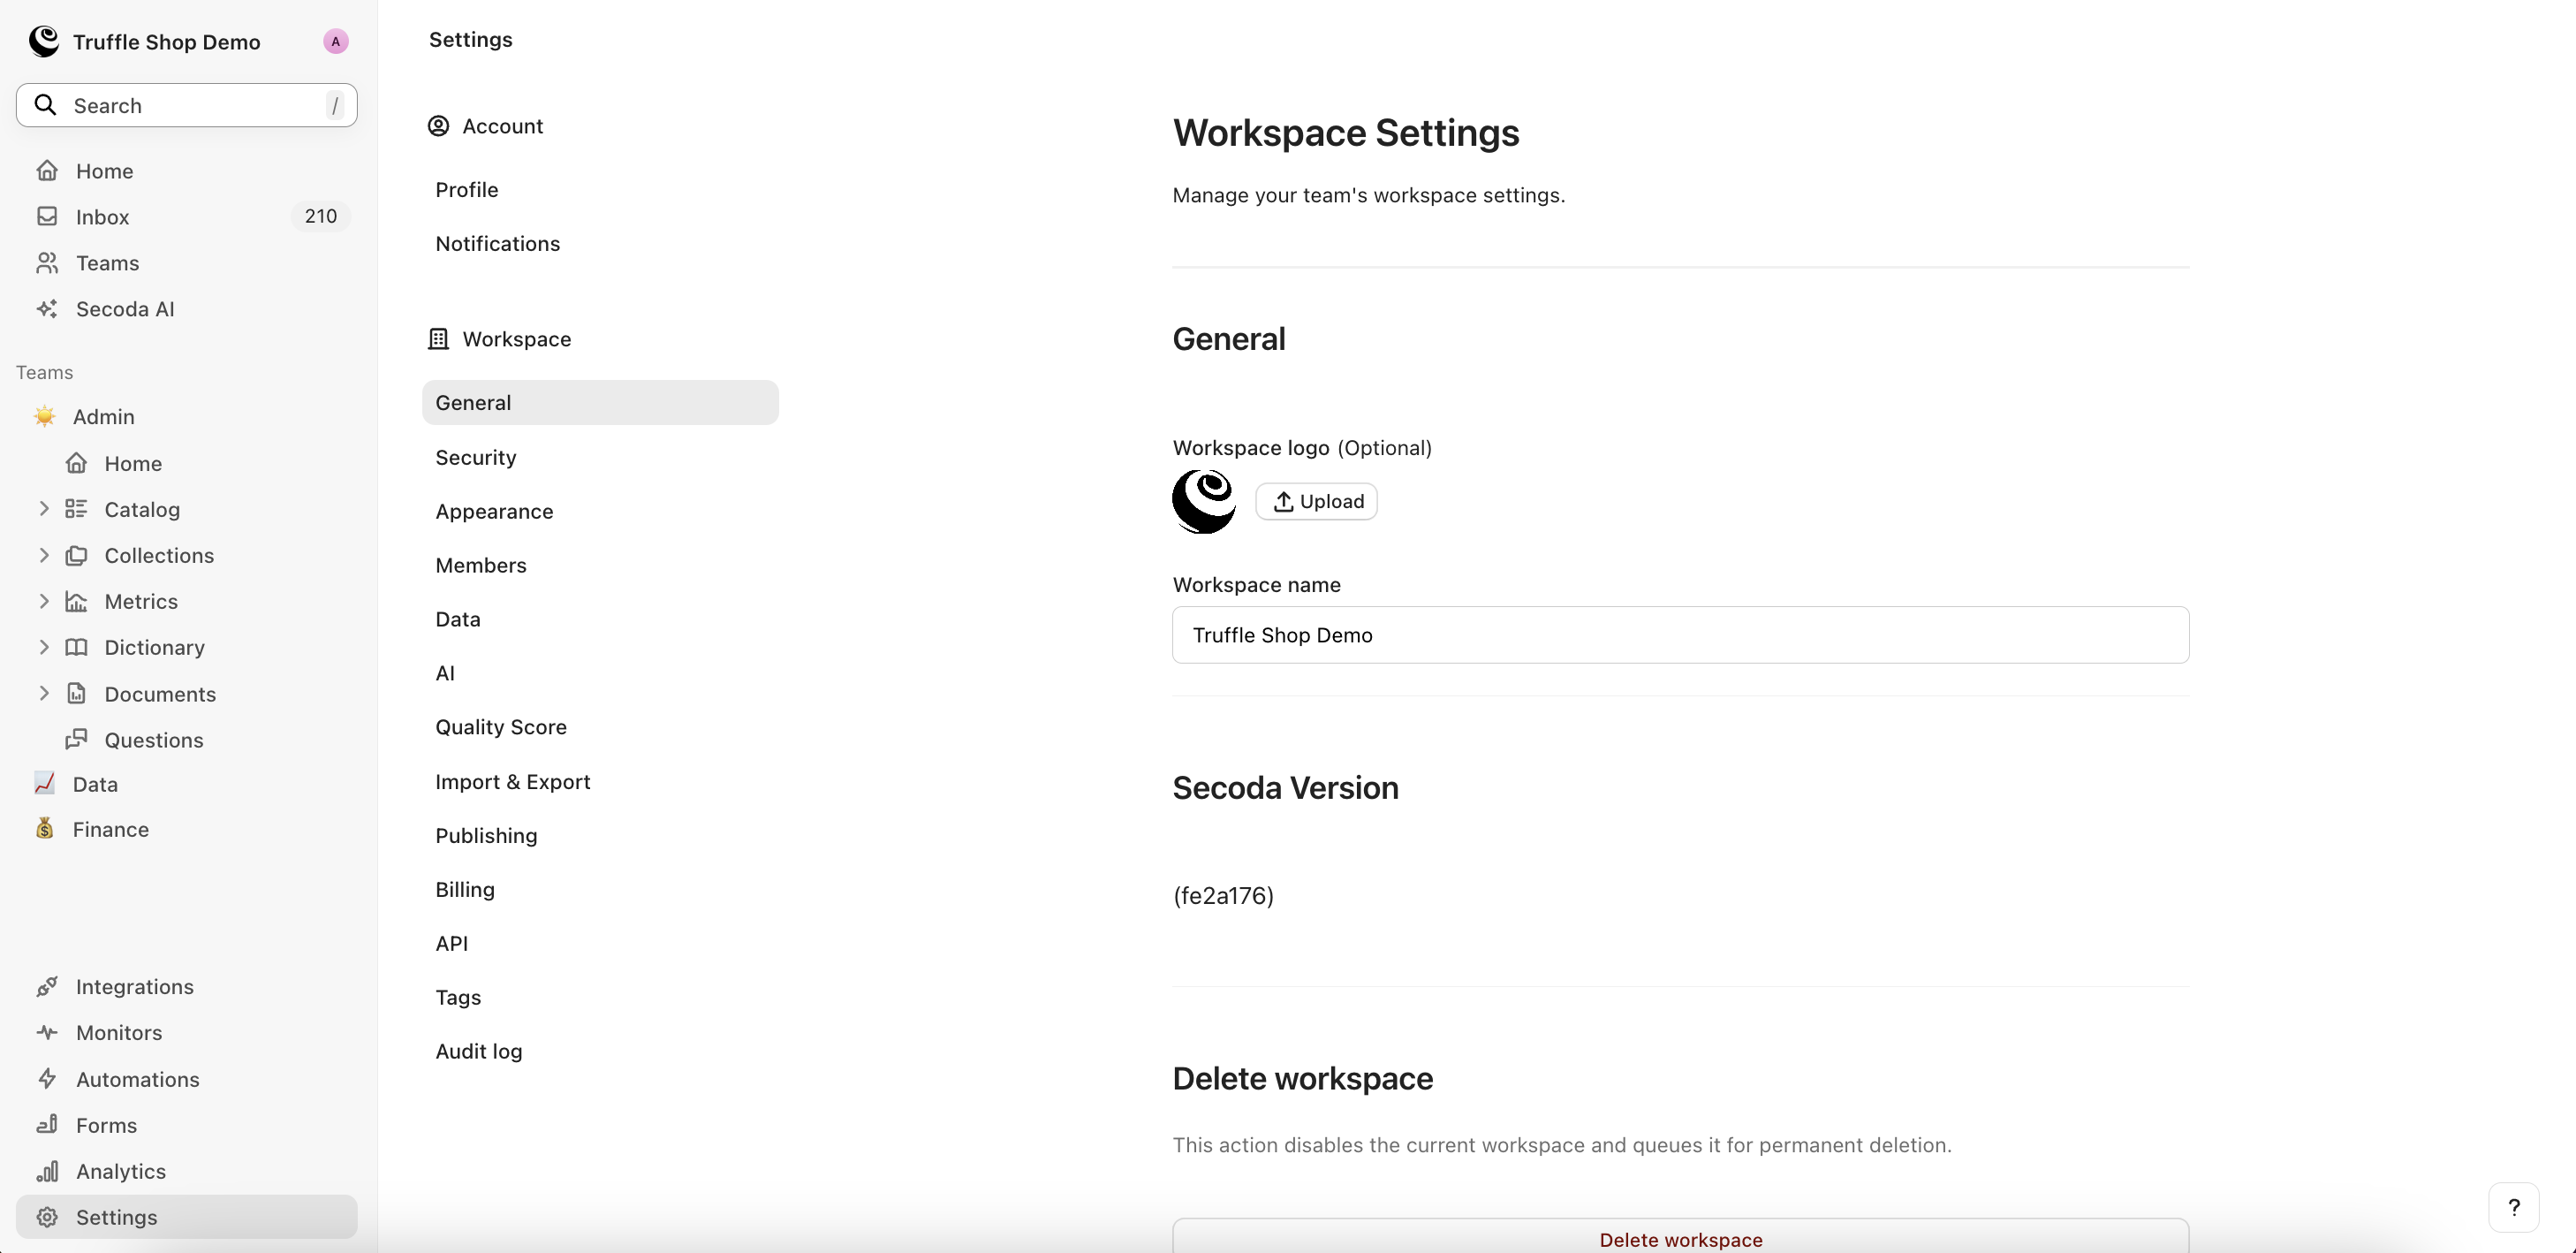 Truffle Shop Demo
A
Search
/
Home
Inbox
210
Teams
Secoda AI
Teams
Admin
Home
Catalog
Collections
Metrics
Dictionary
Documents
Questions
Data
Finance
Integrations
Monitors
Automations
Forms
Analytics
Settings
Settings
Account
Profile
Notifications
Workspace
General
Security
Appearance
Members
Data
AI
Quality Score
Import & Export
Publishing
Billing
API
Tags
Audit log
Workspace Settings
Manage your team's workspace settings.
General
Workspace logo (Optional)
Upload
Workspace name
Truffle Shop Demo
Secoda Version
(fe2a176)
Delete workspace
This action disables the current workspace and queues it for permanent deletion.
Delete workspace
?